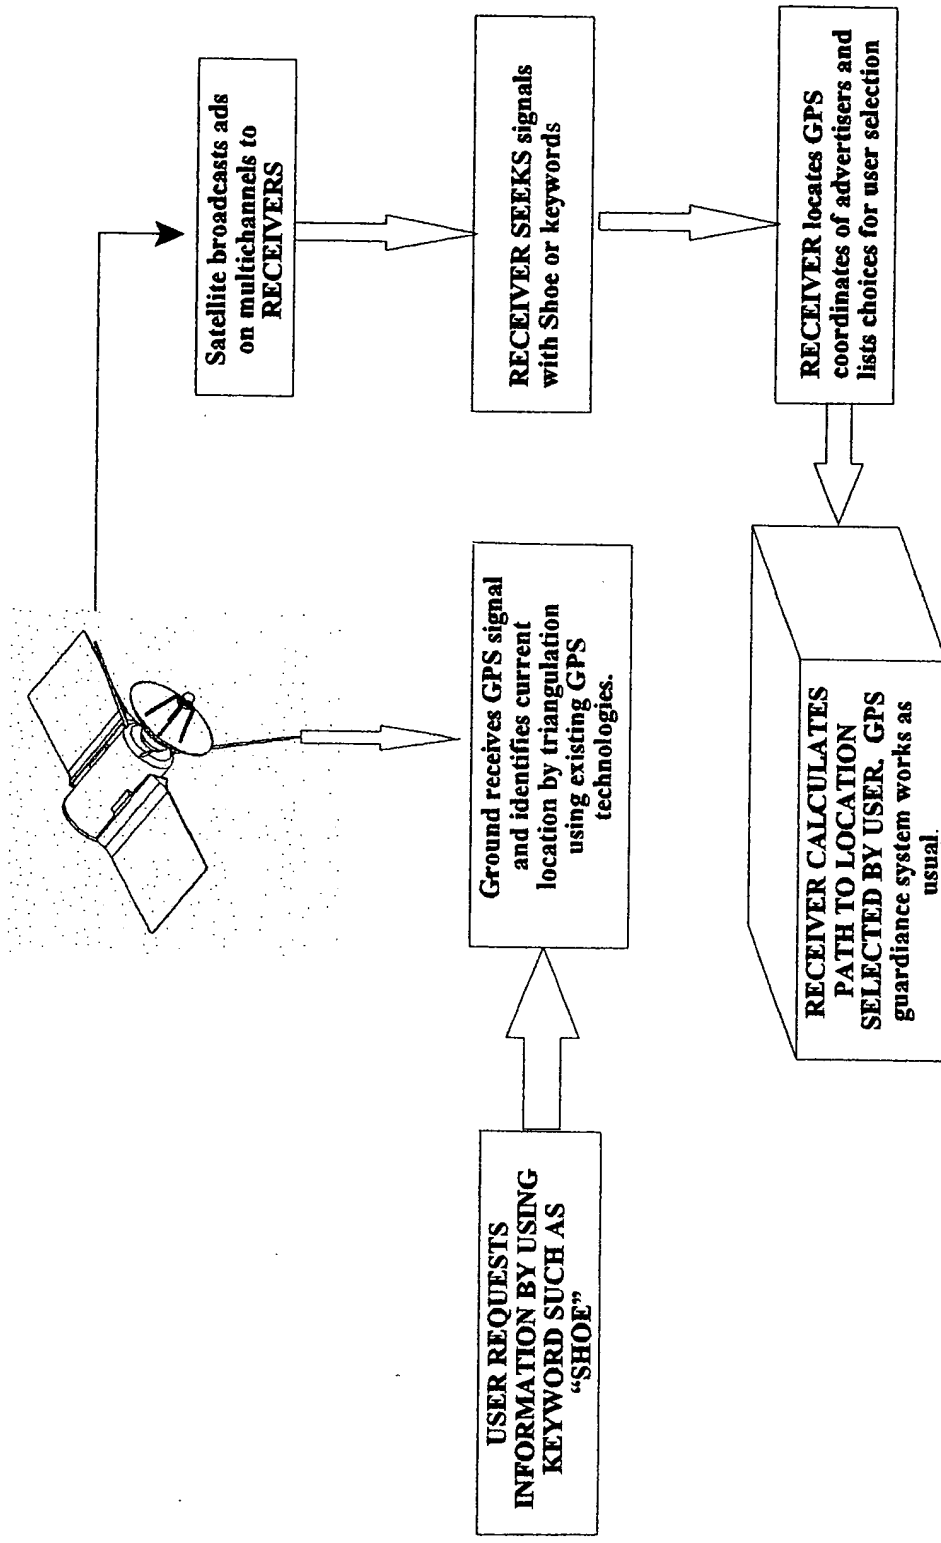 Satellite broadcasts ads
on multichannels to
RECEIVERS
USER REQUESTS
INFORMATION BY USING
KEYWORD SUCH AS
“SHOE”
Ground receives GPS signal
and identifies current
location by triangulation
using existing GPS
technologies.
RECEIVER SEEKS signals
with Shoe or keywords
RECEIVER CALCULATES
PATH TO LOCATION
SELECTED BY USER. GPS
guardiance system works as
usual.
RECEIVER locates GPS
coordinates of advertisers and
lists choices for user selection